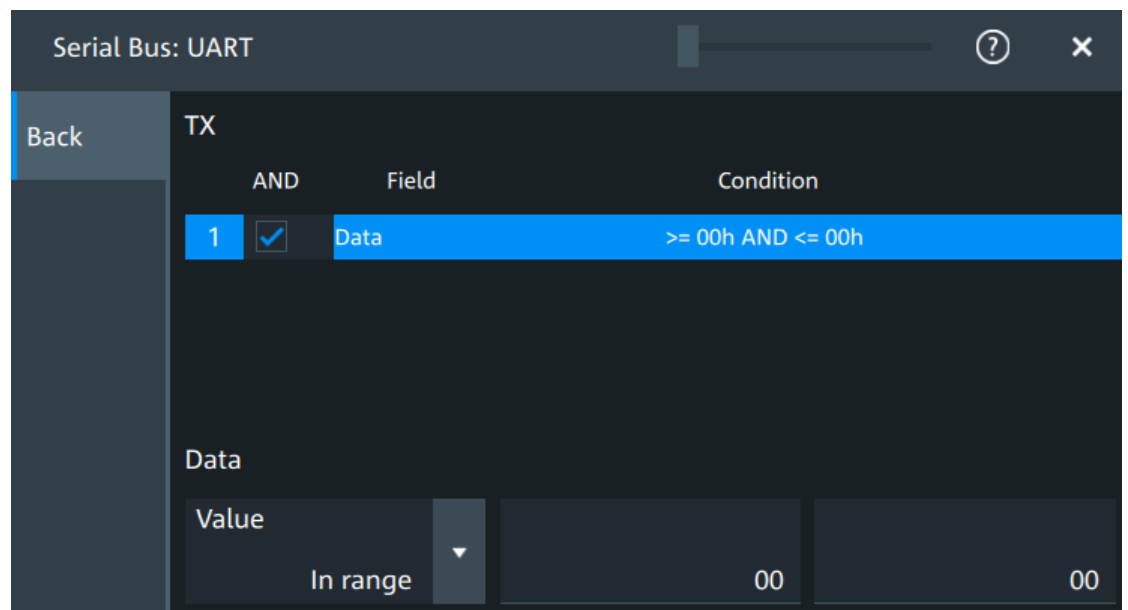 Serial Bus: UART ?
Back
TX
AND Field Condition
1 Data >= 00h AND <= 00h
Data
Value
In range 00 00